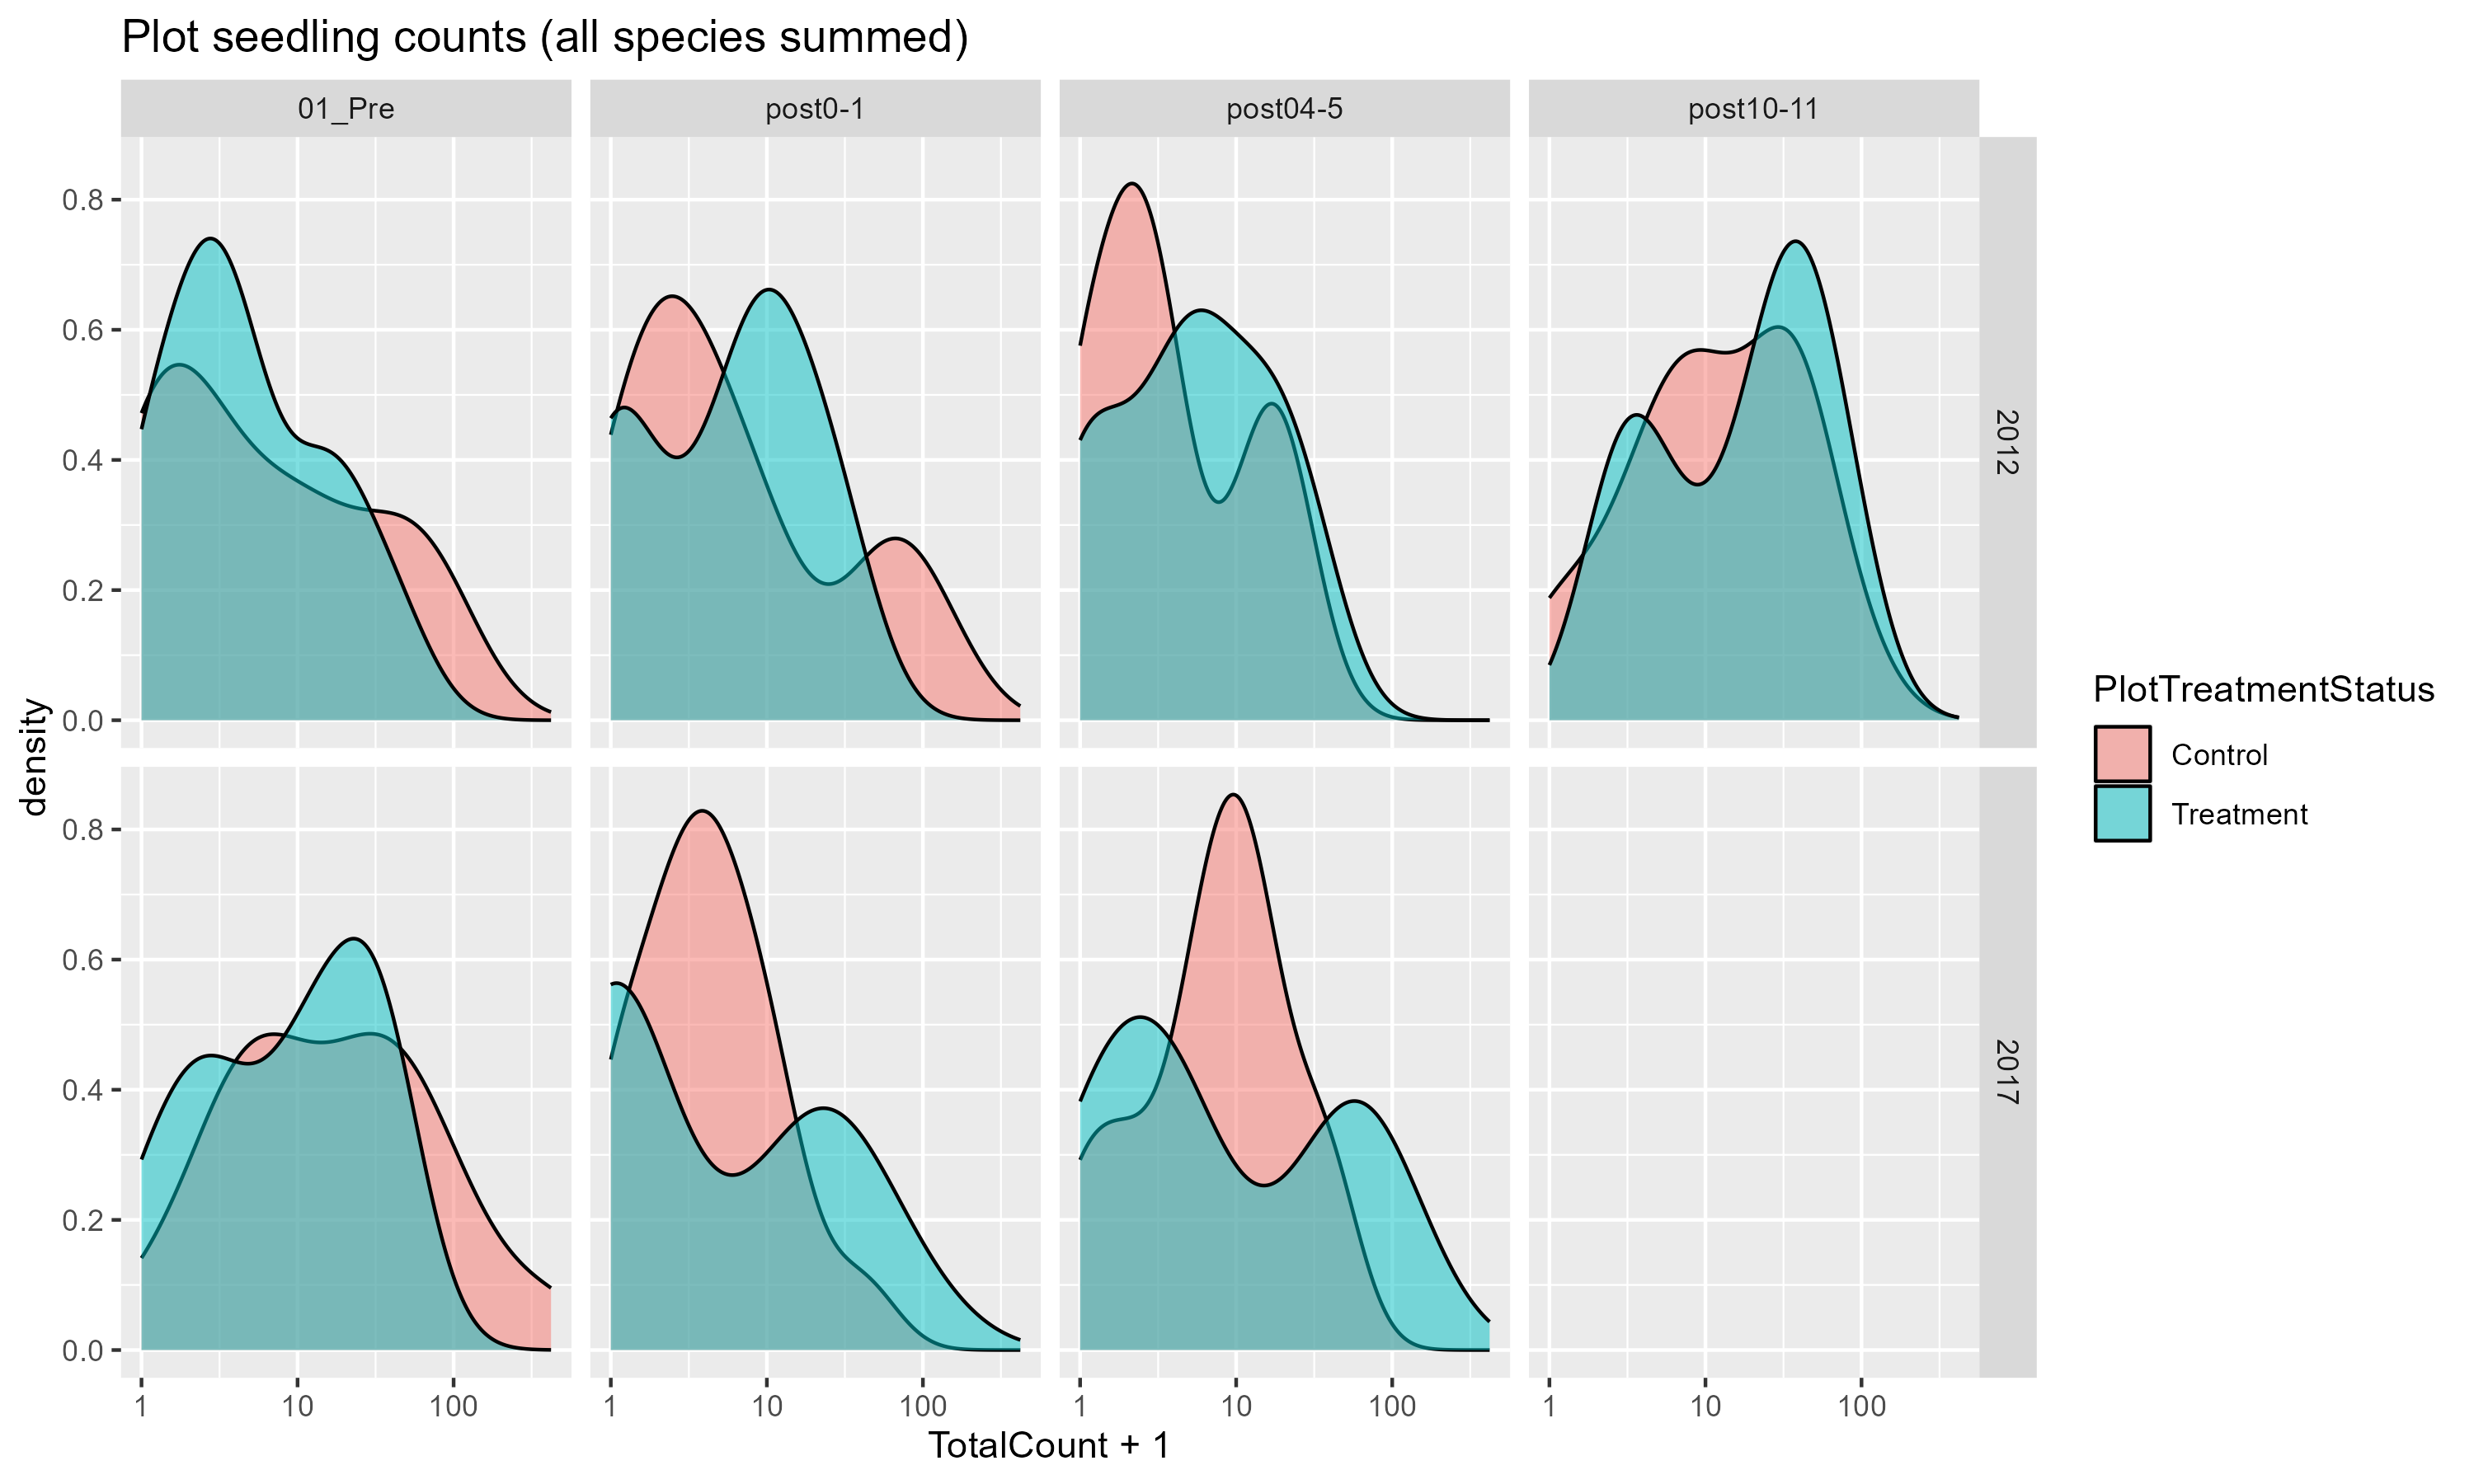 Plot seedling counts (all species summed)
01_Pre
post0-1
post04-5
post10-11
0.8
0.6
0.4
0.2
0.0
2012
0.8
0.6
0.4
0.2
0.0
2017
density
1
10
100
1
10
100
1
10
100
1
10
100
TotalCount + 1
PlotTreatmentStatus
Control
Treatment